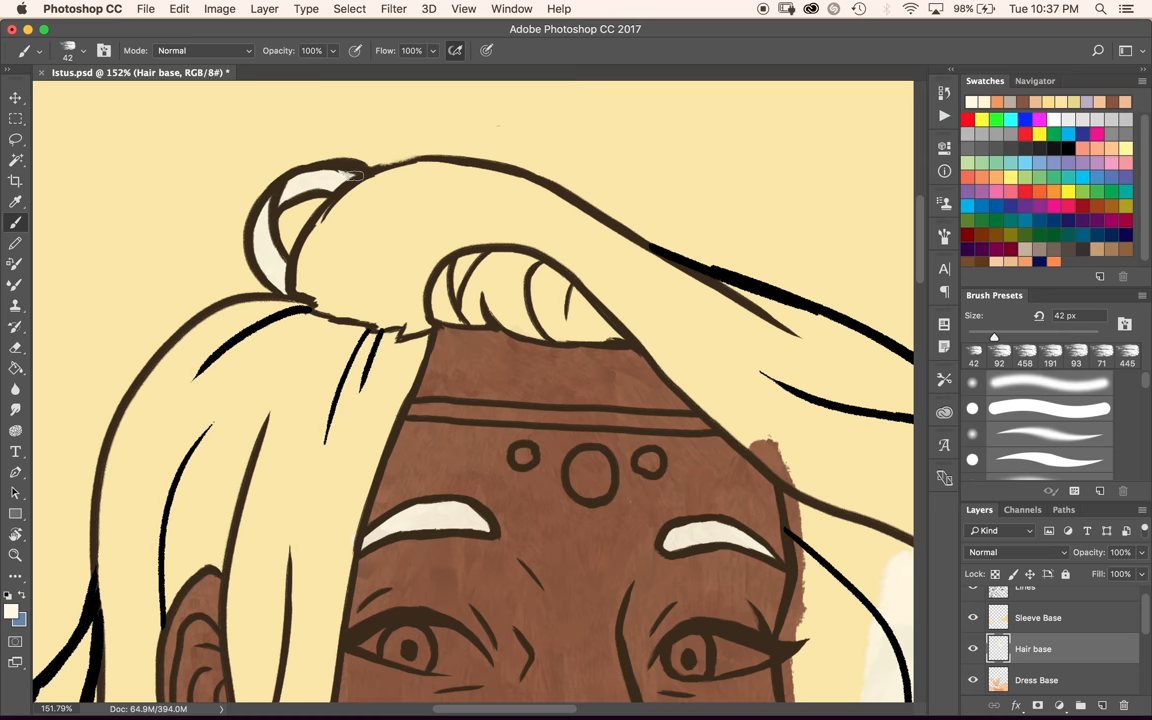 Photoshop CC File Edit Image Layer Type Select Filter 3D View Window Help 98% Tue 10:37 PM
Adobe Photoshop CC 2017
42 Mode: Normal Opacity: 100% Flow: 100%
Istus.psd @ 152% (Hair base, RGB/8#) *
Swatches Navigator
Brush Presets
Size: 42 px
42 92 458 191 93 71 445
Layers Channels Paths
Kind
Normal Opacity: 100%
Lock: Fill: 100%
Lines
Sleeve Base
Hair base
Dress Base
151.79% Doc: 64.9M/394.0M